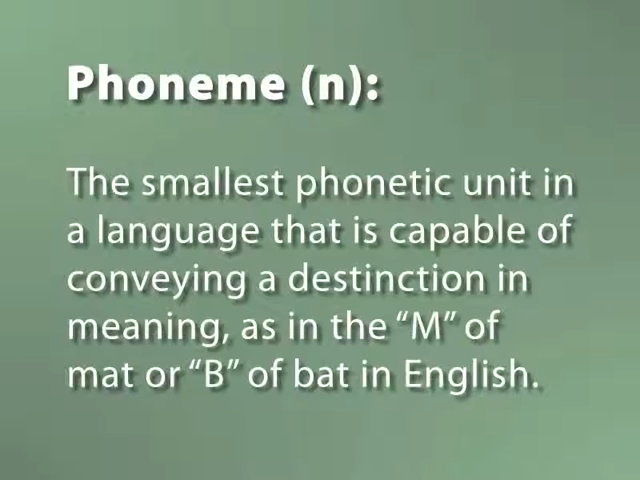 Phoneme (n):
The smallest phonetic unit in
a language that is capable of
conveying a destinction in
meaning, as in the “M” of
mat or “B” of bat in English.